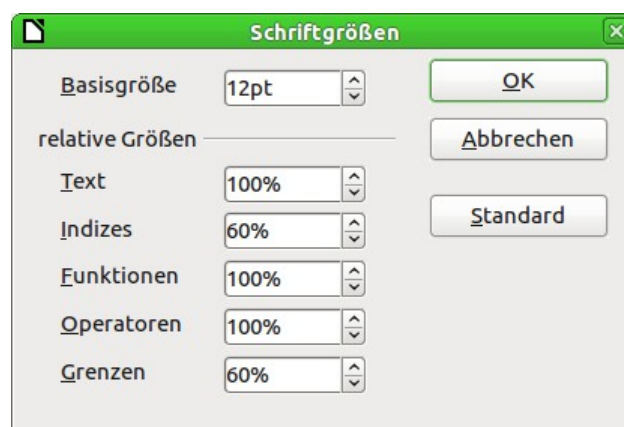 Schriftgrößen
Basisgröße 12pt OK
relative Größen Abbrechen
Text 100%
Indizes 60% Standard
Funktionen 100%
Operatoren 100%
Grenzen 60%